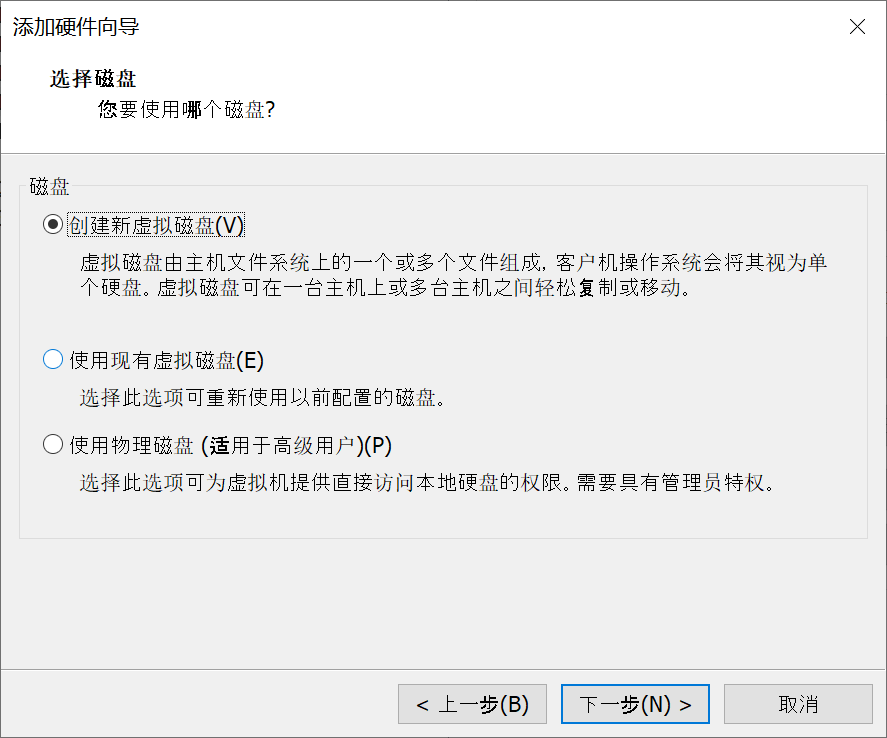 添加硬件向导
选择磁盘
您要使用哪个磁盘?
磁盘
创建新虚拟磁盘(V)
虚拟磁盘由主机文件系统上的一个或多个文件组成, 客户机操作系统会将其视为单
个硬盘。虚拟磁盘可在一台主机上或多台主机之间轻松复制或移动。
使用现有虚拟磁盘(E)
选择此选项可重新使用以前配置的磁盘。
使用物理磁盘 (适用于高级用户)(P)
选择此选项可为虚拟机提供直接访问本地硬盘的权限。需要具有管理员特权。
< 上一步(B) 下一步(N) > 取消